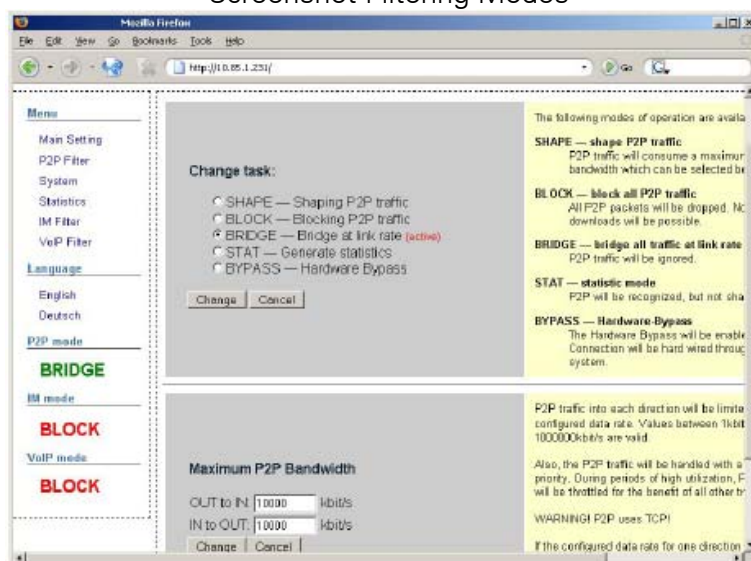 Screenshot Filtering Modes
Mozilla Firefox
File Edit View Go Bookmarks Tools Help
http://10.85.1.231/
Go
Menu
Main Setting
P2P Filter
System
Statistics
IM Filter
VoIP Filter
Language
English
Deutsch
P2P mode
BRIDGE
IM mode
BLOCK
VoIP mode
BLOCK
Change task:
SHAPE — Shaping P2P traffic
BLOCK — Blocking P2P traffic
BRIDGE — Bridge at link rate (active)
STAT — Generate statistics
BYPASS — Hardware Bypass
Change Cancel
Maximum P2P Bandwidth
OUT to IN: 10000 kbit/s
IN to OUT: 10000 kbit/s
Change Cancel
The following modes of operation are availa
SHAPE — shape P2P traffic
P2P traffic will consume a maximur
bandwidth which can be selected be
BLOCK — block all P2P traffic
All P2P packets will be dropped. Nc
downloads will be possible.
BRIDGE — bridge all traffic at link rate
P2P traffic will be ignored.
STAT — statistic mode
P2P will be recognized, but not sha
BYPASS — Hardware-Bypass
The Hardware Bypass will be enable
Connection will be hard wired throug
system.
P2P traffic into each direction will be limite
configured data rate. Values between 1kbit
1000000kbit/s are valid.
Also, the P2P traffic will be handled with a
priority. During periods of high utilization, F
will be throttled for the benefit of all other tr
WARNING! P2P uses TCP!
If the configured data rate for one direction